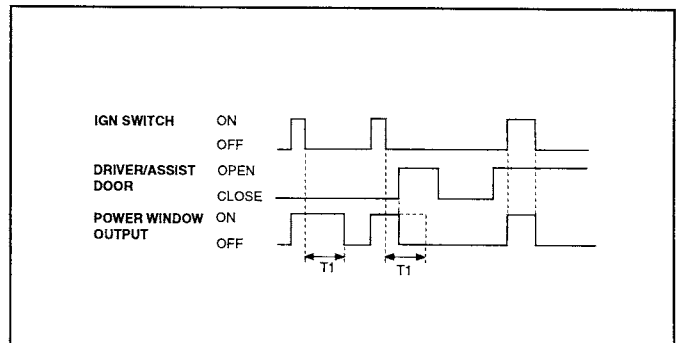 IGN SWITCH ON
OFF
DRIVER/ASSIST OPEN
DOOR
CLOSE
POWER WINDOW ON
OUTPUT OFF
T1 T1